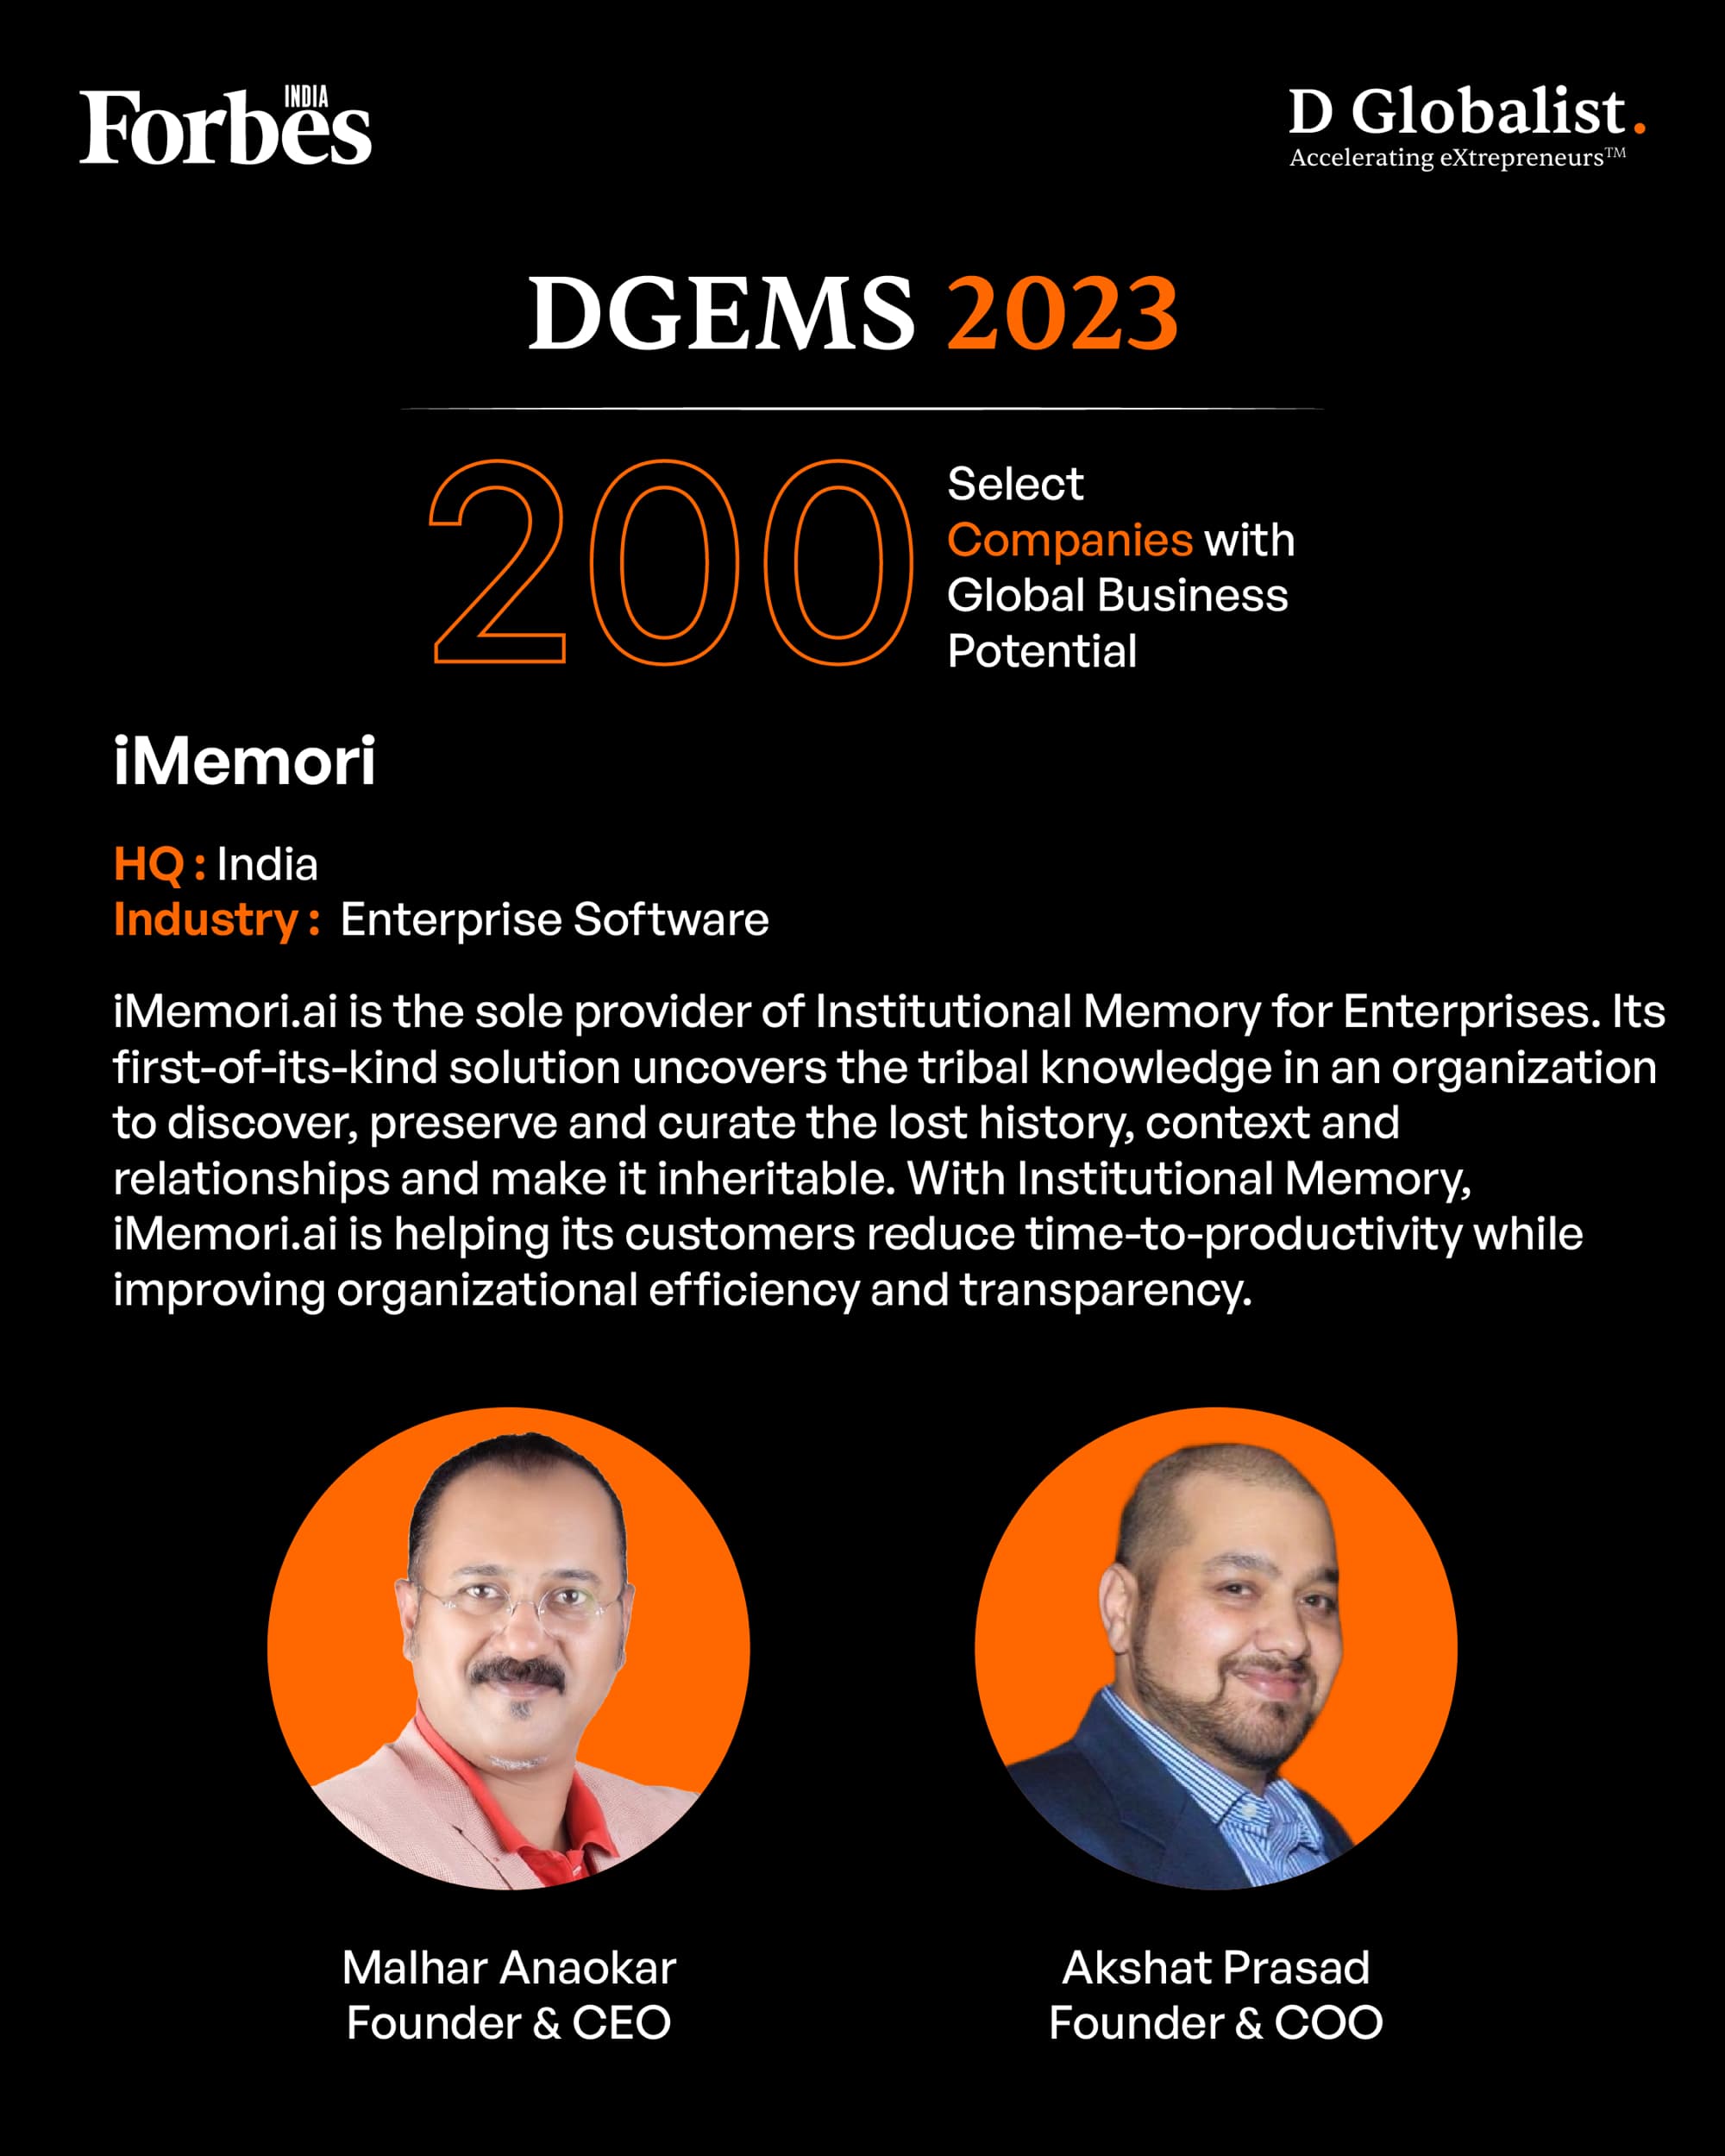 Forbes INDIA
D Globalist.
Accelerating eXtrepreneurs™
DGEMS 2023
200
Select
Companies with
Global Business
Potential
iMemori
HQ : India
Industry : Enterprise Software
iMemori.ai is the sole provider of Institutional Memory for Enterprises. Its
first-of-its-kind solution uncovers the tribal knowledge in an organization
to discover, preserve and curate the lost history, context and
relationships and make it inheritable. With Institutional Memory,
iMemori.ai is helping its customers reduce time-to-productivity while
improving organizational efficiency and transparency.
Malhar Anaokar
Founder & CEO
Akshat Prasad
Founder & COO